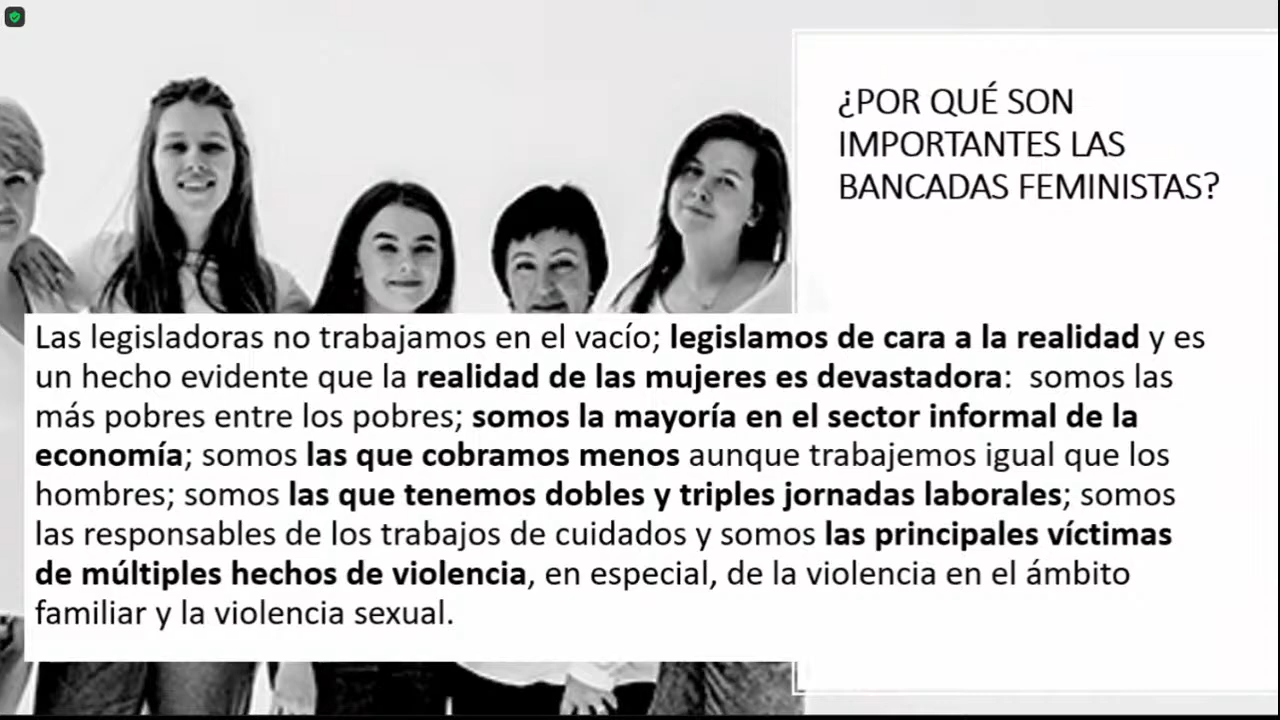 ¿POR QUÉ SON
IMPORTANTES LAS
BANCADAS FEMINISTAS?
Las legisladoras no trabajamos en el vacío; legislamos de cara a la realidad y es
un hecho evidente que la realidad de las mujeres es devastadora: somos las
más pobres entre los pobres; somos la mayoría en el sector informal de la
economía; somos las que cobramos menos aunque trabajemos igual que los
hombres; somos las que tenemos dobles y triples jornadas laborales; somos
las responsables de los trabajos de cuidados y somos las principales víctimas
de múltiples hechos de violencia, en especial, de la violencia en el ámbito
familiar y la violencia sexual.